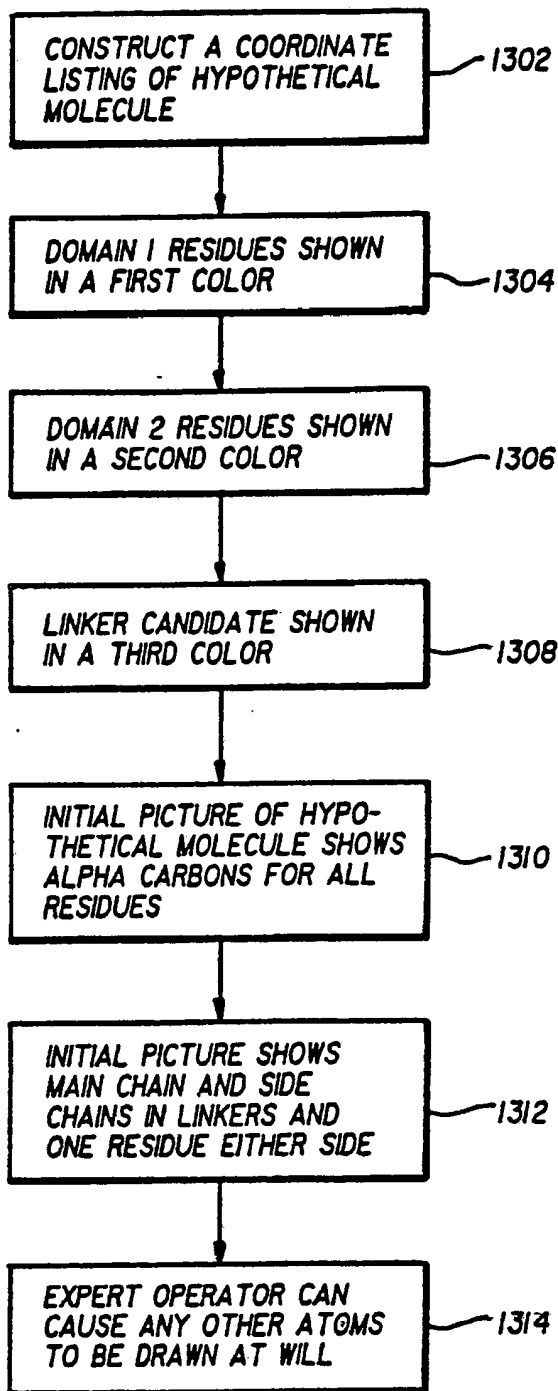 CONSTRUCT A COORDINATE
LISTING OF HYPOTHETICAL
MOLECULE
1302
DOMAIN 1 RESIDUES SHOWN
IN A FIRST COLOR
1304
DOMAIN 2 RESIDUES SHOWN
IN A SECOND COLOR
1306
LINKER CANDIDATE SHOWN
IN A THIRD COLOR
1308
INITIAL PICTURE OF HYPO-
THETICAL MOLECULE SHOWS
ALPHA CARBONS FOR ALL
RESIDUES
1310
INITIAL PICTURE SHOWS
MAIN CHAIN AND SIDE
CHAINS IN LINKERS AND
ONE RESIDUE EITHER SIDE
1312
EXPERT OPERATOR CAN
CAUSE ANY OTHER ATOMS
TO BE DRAWN AT WILL
1314